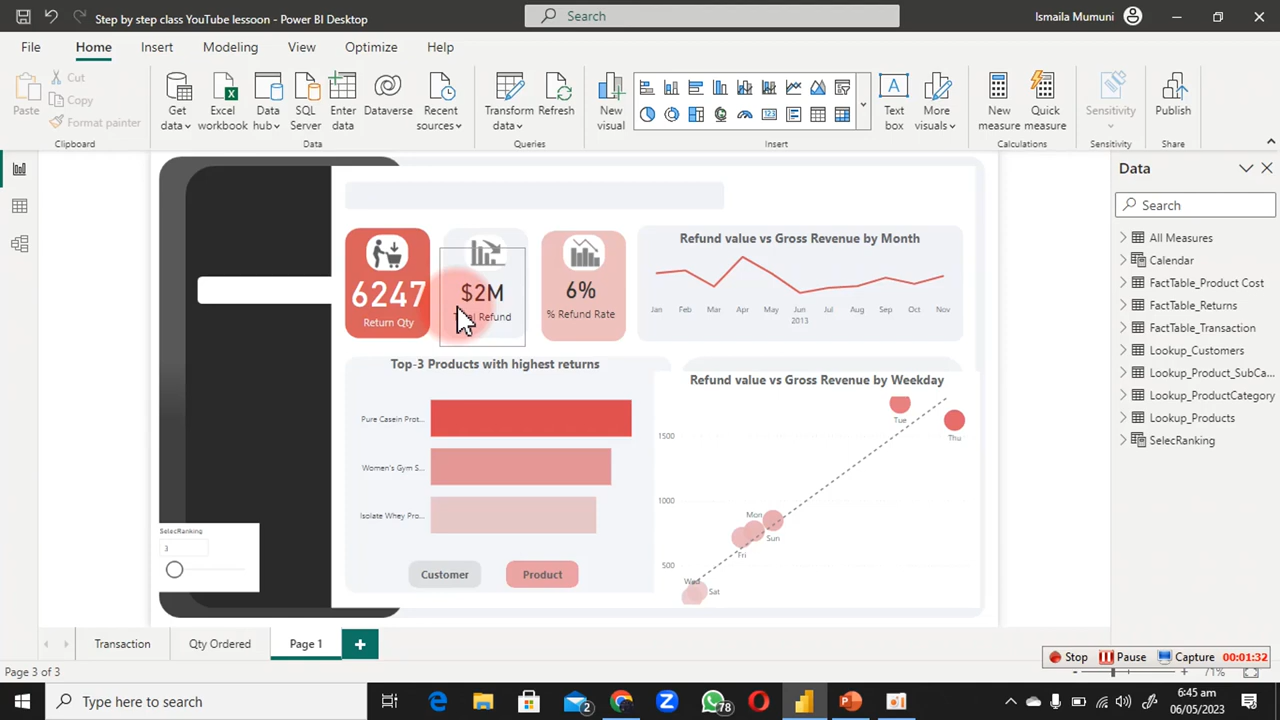 Step by step class YouTube lessoon - Power BI Desktop
Search
Ismaila Mumuni
File
Home
Insert
Modeling
View
Optimize
Help
Paste
Cut
Copy
Format painter
Clipboard
Get data
Excel workbook
Data hub
SQL Server
Enter data
Dataverse
Recent sources
Data
Transform data
Refresh
Queries
New visual
Text box
More visuals
Insert
New measure
Quick measure
Calculations
Sensitivity
Sensitivity
Publish
Share
6247
Return Qty
$2M
Refund
6%
% Refund Rate
Refund value vs Gross Revenue by Month
Jan
Feb
Mar
Apr
May
Jun
Jul
Aug
Sep
Oct
Nov
2013
Top-3 Products with highest returns
Pure Casein Prot...
Women's Gym S...
Isolate Whey Pro...
Customer
Product
Refund value vs Gross Revenue by Weekday
1500
1000
500
Tue
Thu
Mon
Sun
Fri
Wed
Sat
SelecRanking
3
Data
Search
All Measures
Calendar
FactTable_Product Cost
FactTable_Returns
FactTable_Transaction
Lookup_Customers
Lookup_Product_SubCa...
Lookup_ProductCategory
Lookup_Products
SelecRanking
Transaction
Qty Ordered
Page 1
Page 3 of 3
Stop
Pause
Capture
00:01:32
71%
Type here to search
2
78
6:45 am
06/05/2023